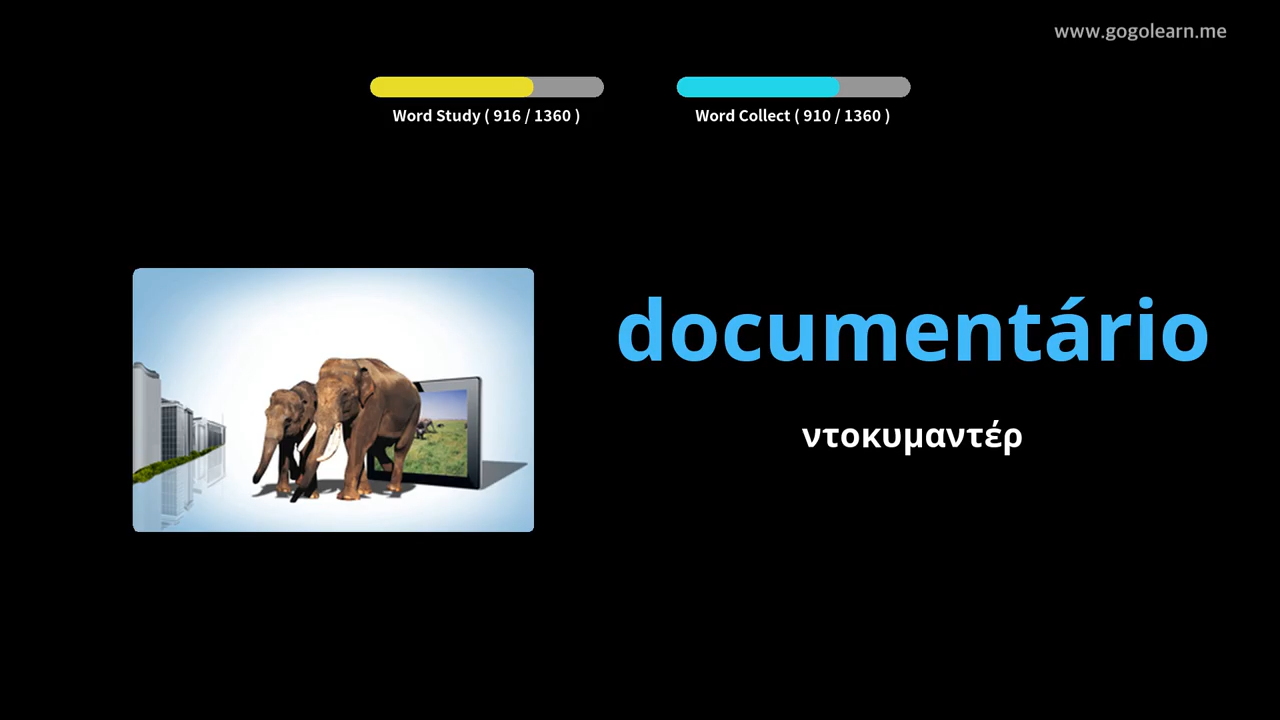 www.gogolearn.me
Word Study ( 916 / 1360 )
Word Collect ( 910 / 1360 )
documentário
ντοκυμαντέρ